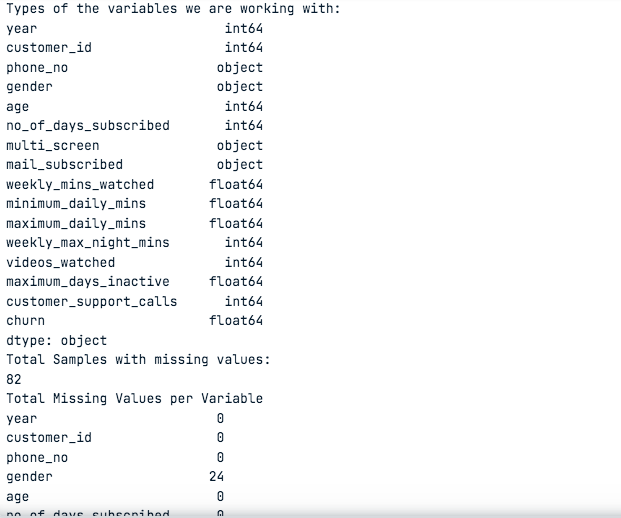 Types of the variables we are working with:
year int64
customer_id int64
phone_no object
gender object
age int64
no_of_days_subscribed int64
multi_screen object
mail_subscribed object
weekly_mins_watched float64
minimum_daily_mins float64
maximum_daily_mins float64
weekly_max_night_mins int64
videos_watched int64
maximum_days_inactive float64
customer_support_calls int64
churn float64
dtype: object
Total Samples with missing values:
82
Total Missing Values per Variable
year 0
customer_id 0
phone_no 0
gender 24
age 0
no_of_days_subscribed 0